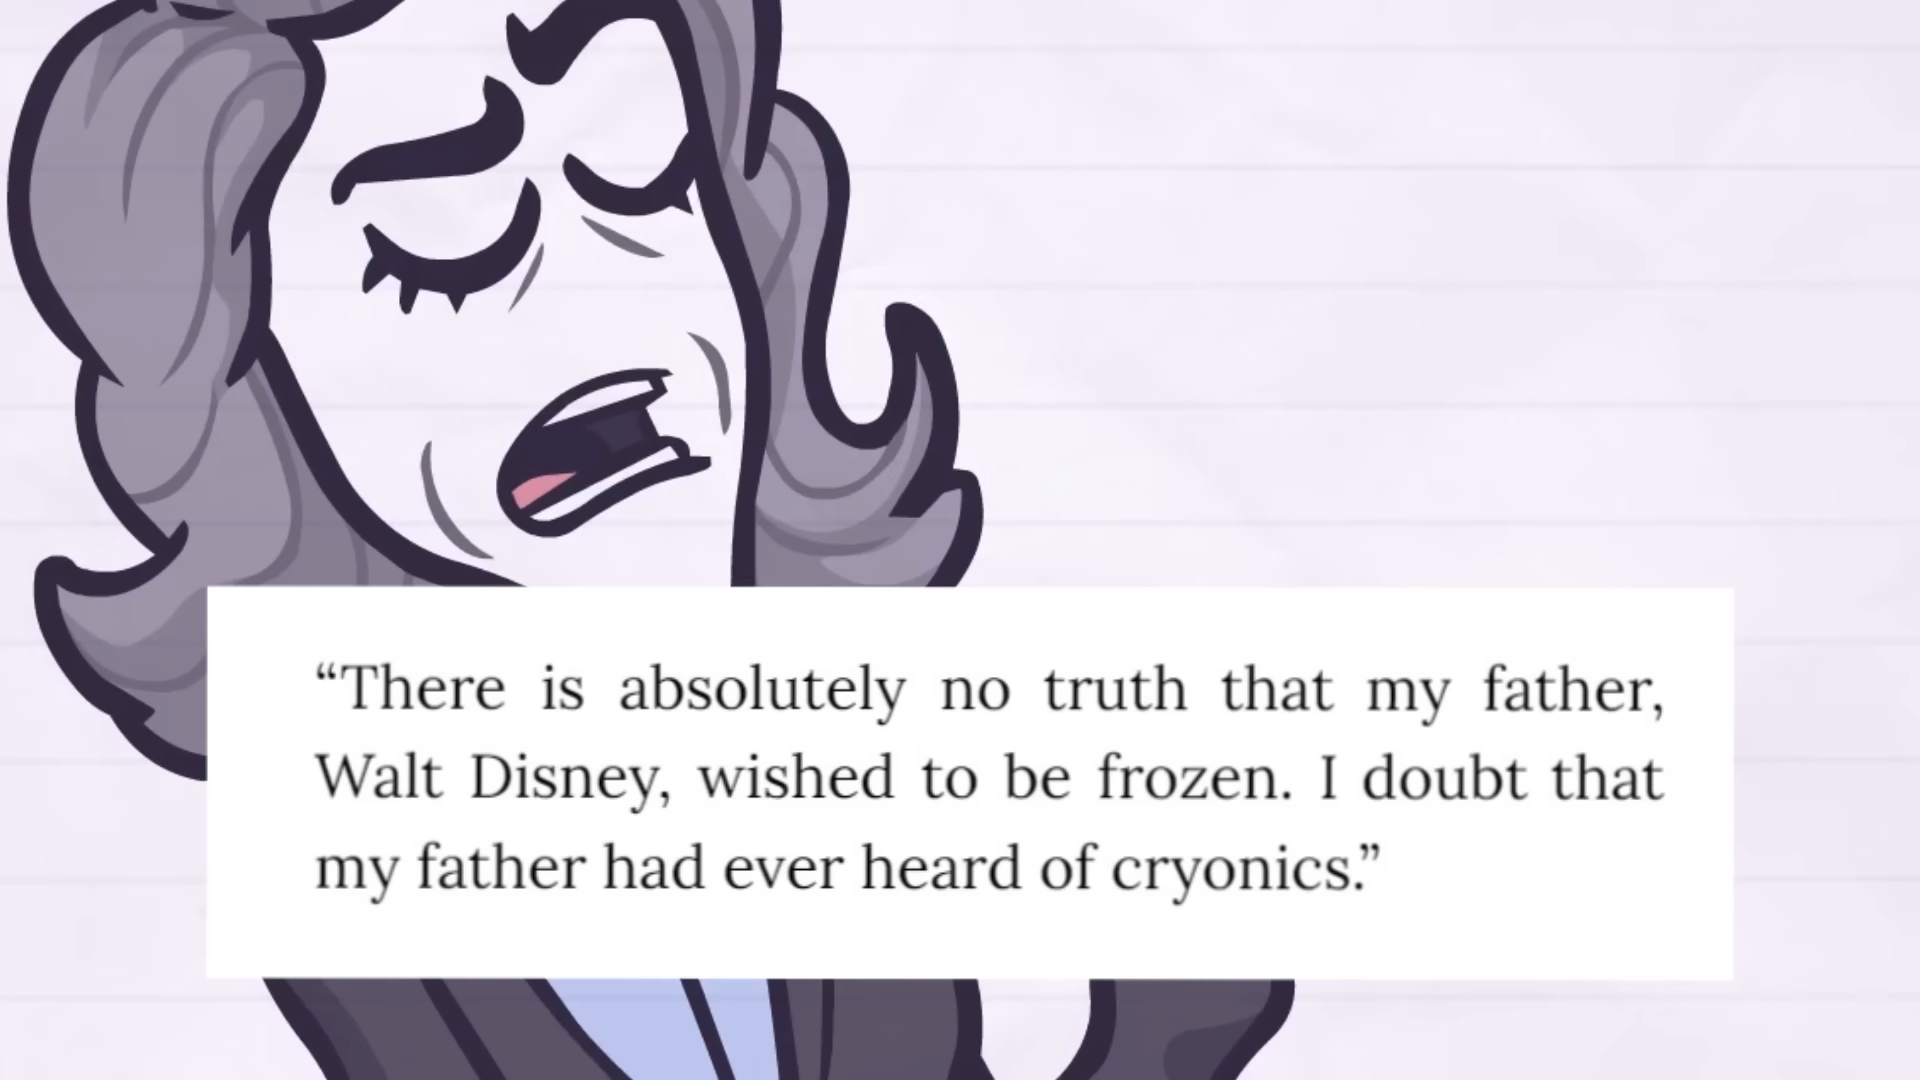 “There is absolutely no truth that my father,
Walt Disney, wished to be frozen. I doubt that
my father had ever heard of cryonics.”